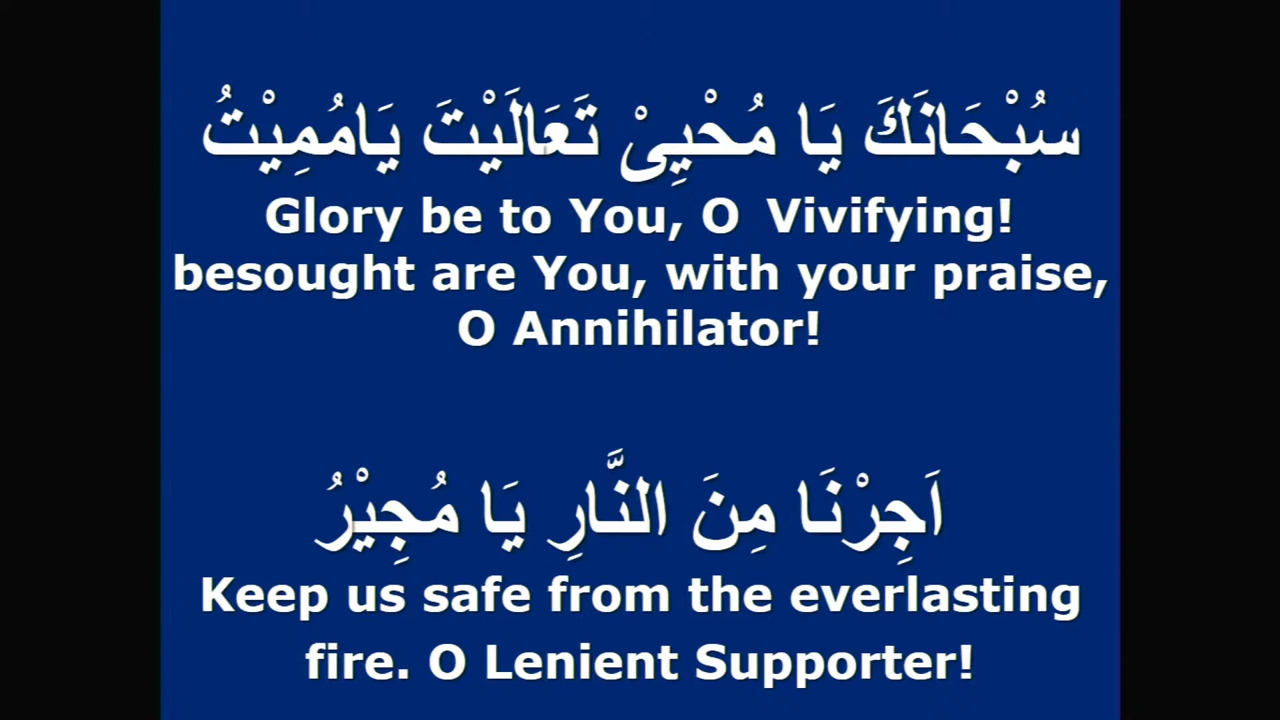 سُبْحَانَكَ يَا مُحْيِىْ تَعَالَيْتَ يَامُمِيْتُ
Glory be to You, O Vivifying!
besought are You, with your praise,
O Annihilator!
اَجِرْنَا مِنَ النَّارِ يَا مُجِيْرُ
Keep us safe from the everlasting
fire. O Lenient Supporter!